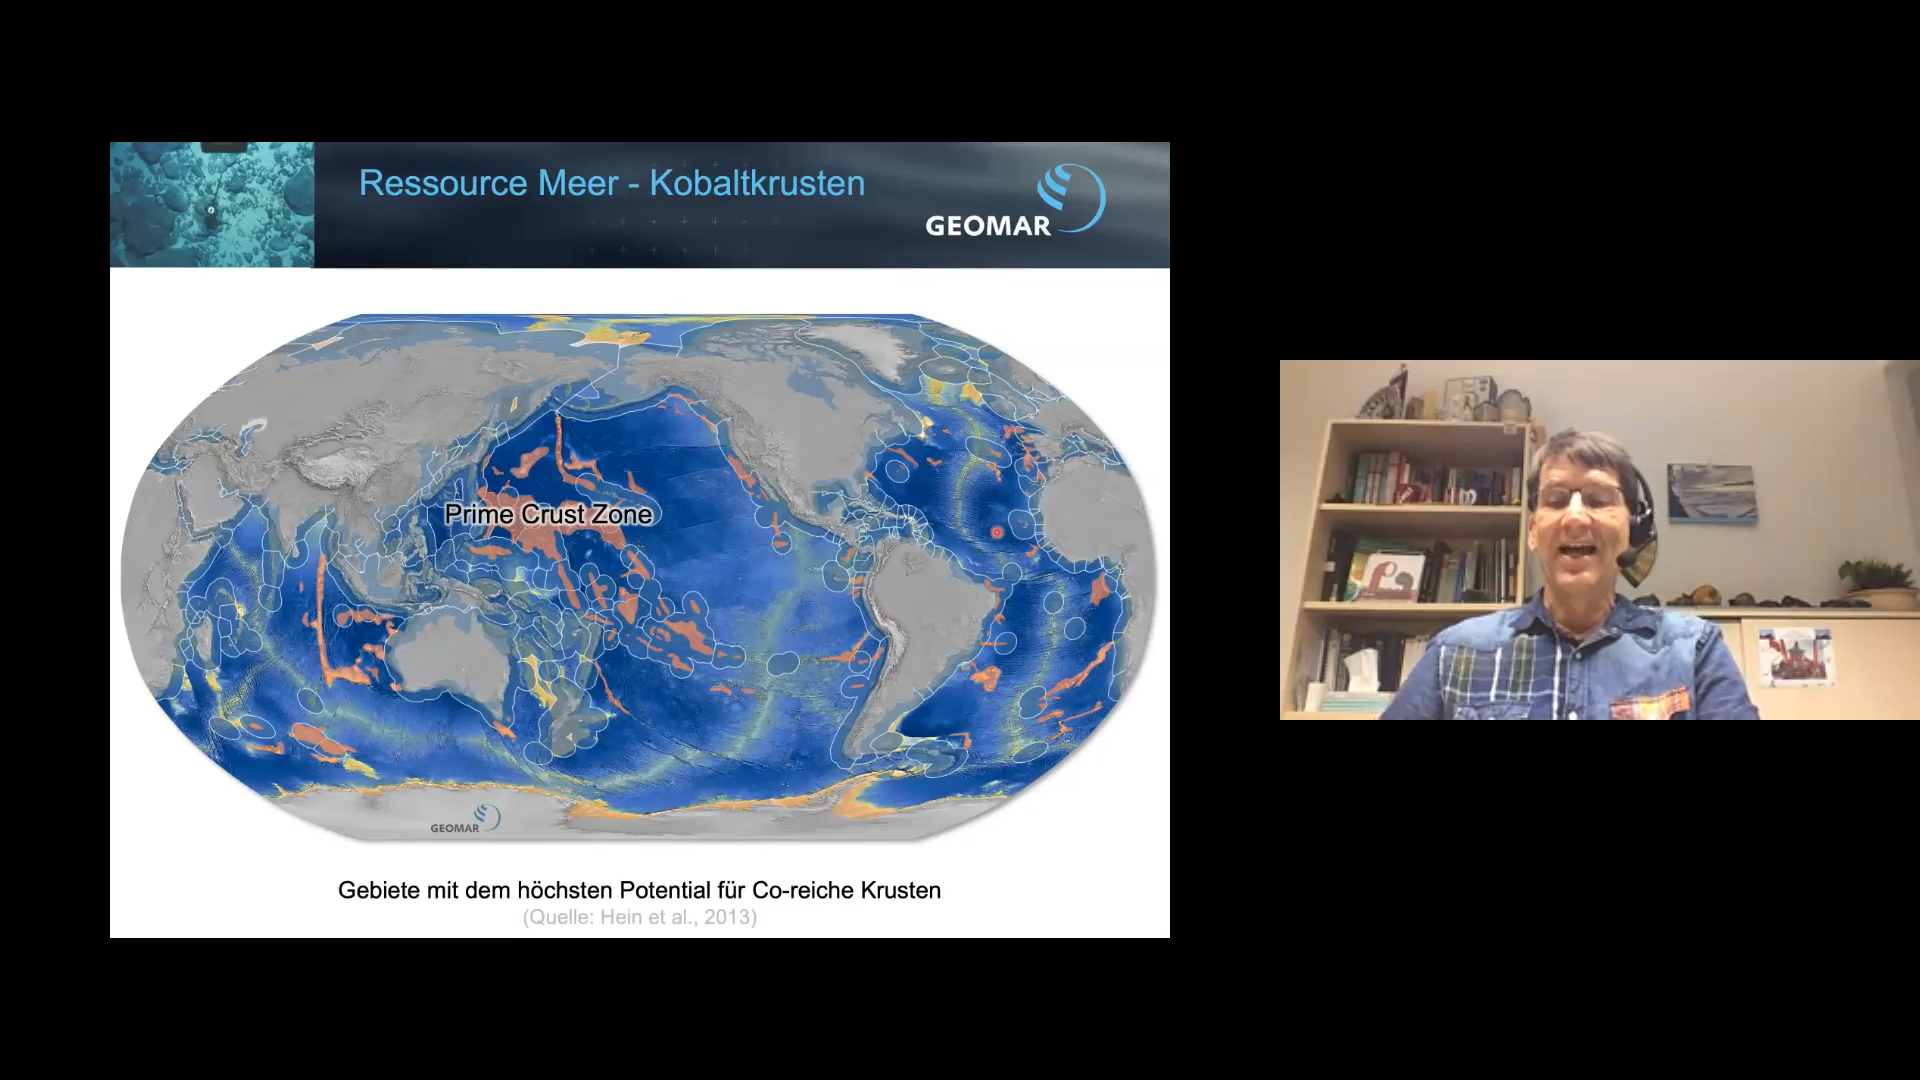 Ressource Meer - Kobaltkrusten
GEOMAR
Prime Crust Zone
GEOMAR
Gebiete mit dem höchsten Potential für Co-reiche Krusten
(Quelle: Hein et al., 2013)